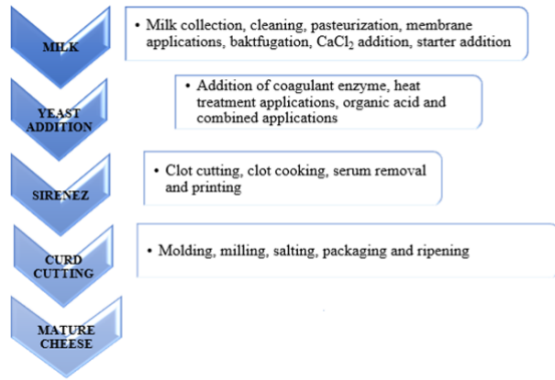 MILK
• Milk collection, cleaning, pasteurization, membrane
applications, baktfugation, CaCl₂ addition, starter addition
YEAST
ADDITION
• Addition of coagulant enzyme, heat
treatment applications, organic acid and
combined applications
SIRENEZ
• Clot cutting, clot cooking, serum removal
and printing
CURD
CUTTING
• Molding, milling, salting, packaging and ripening
MATURE
CHEESE